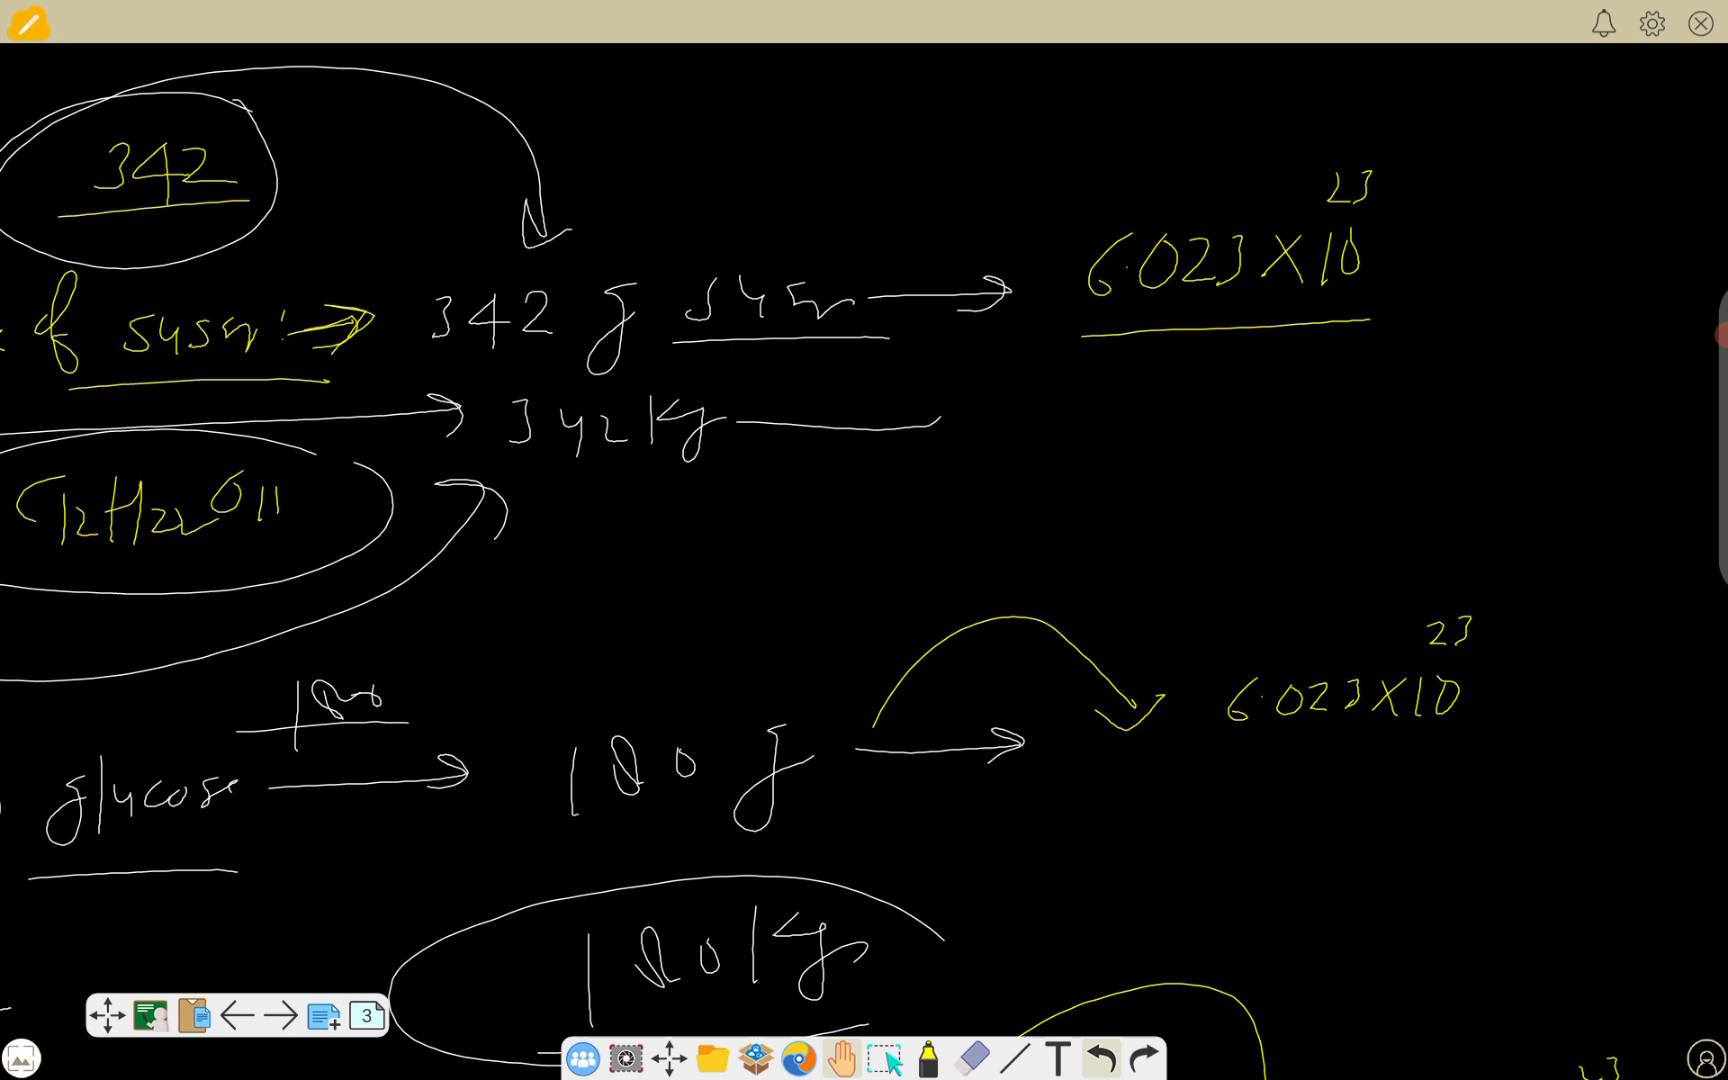 342
23
6.023 X 10
of sugar → 342 g sugar →
→ 342 Kg
C12H22O11
23
180
6.023 X 10
glucose → 180 g →
180 Kg
3
T